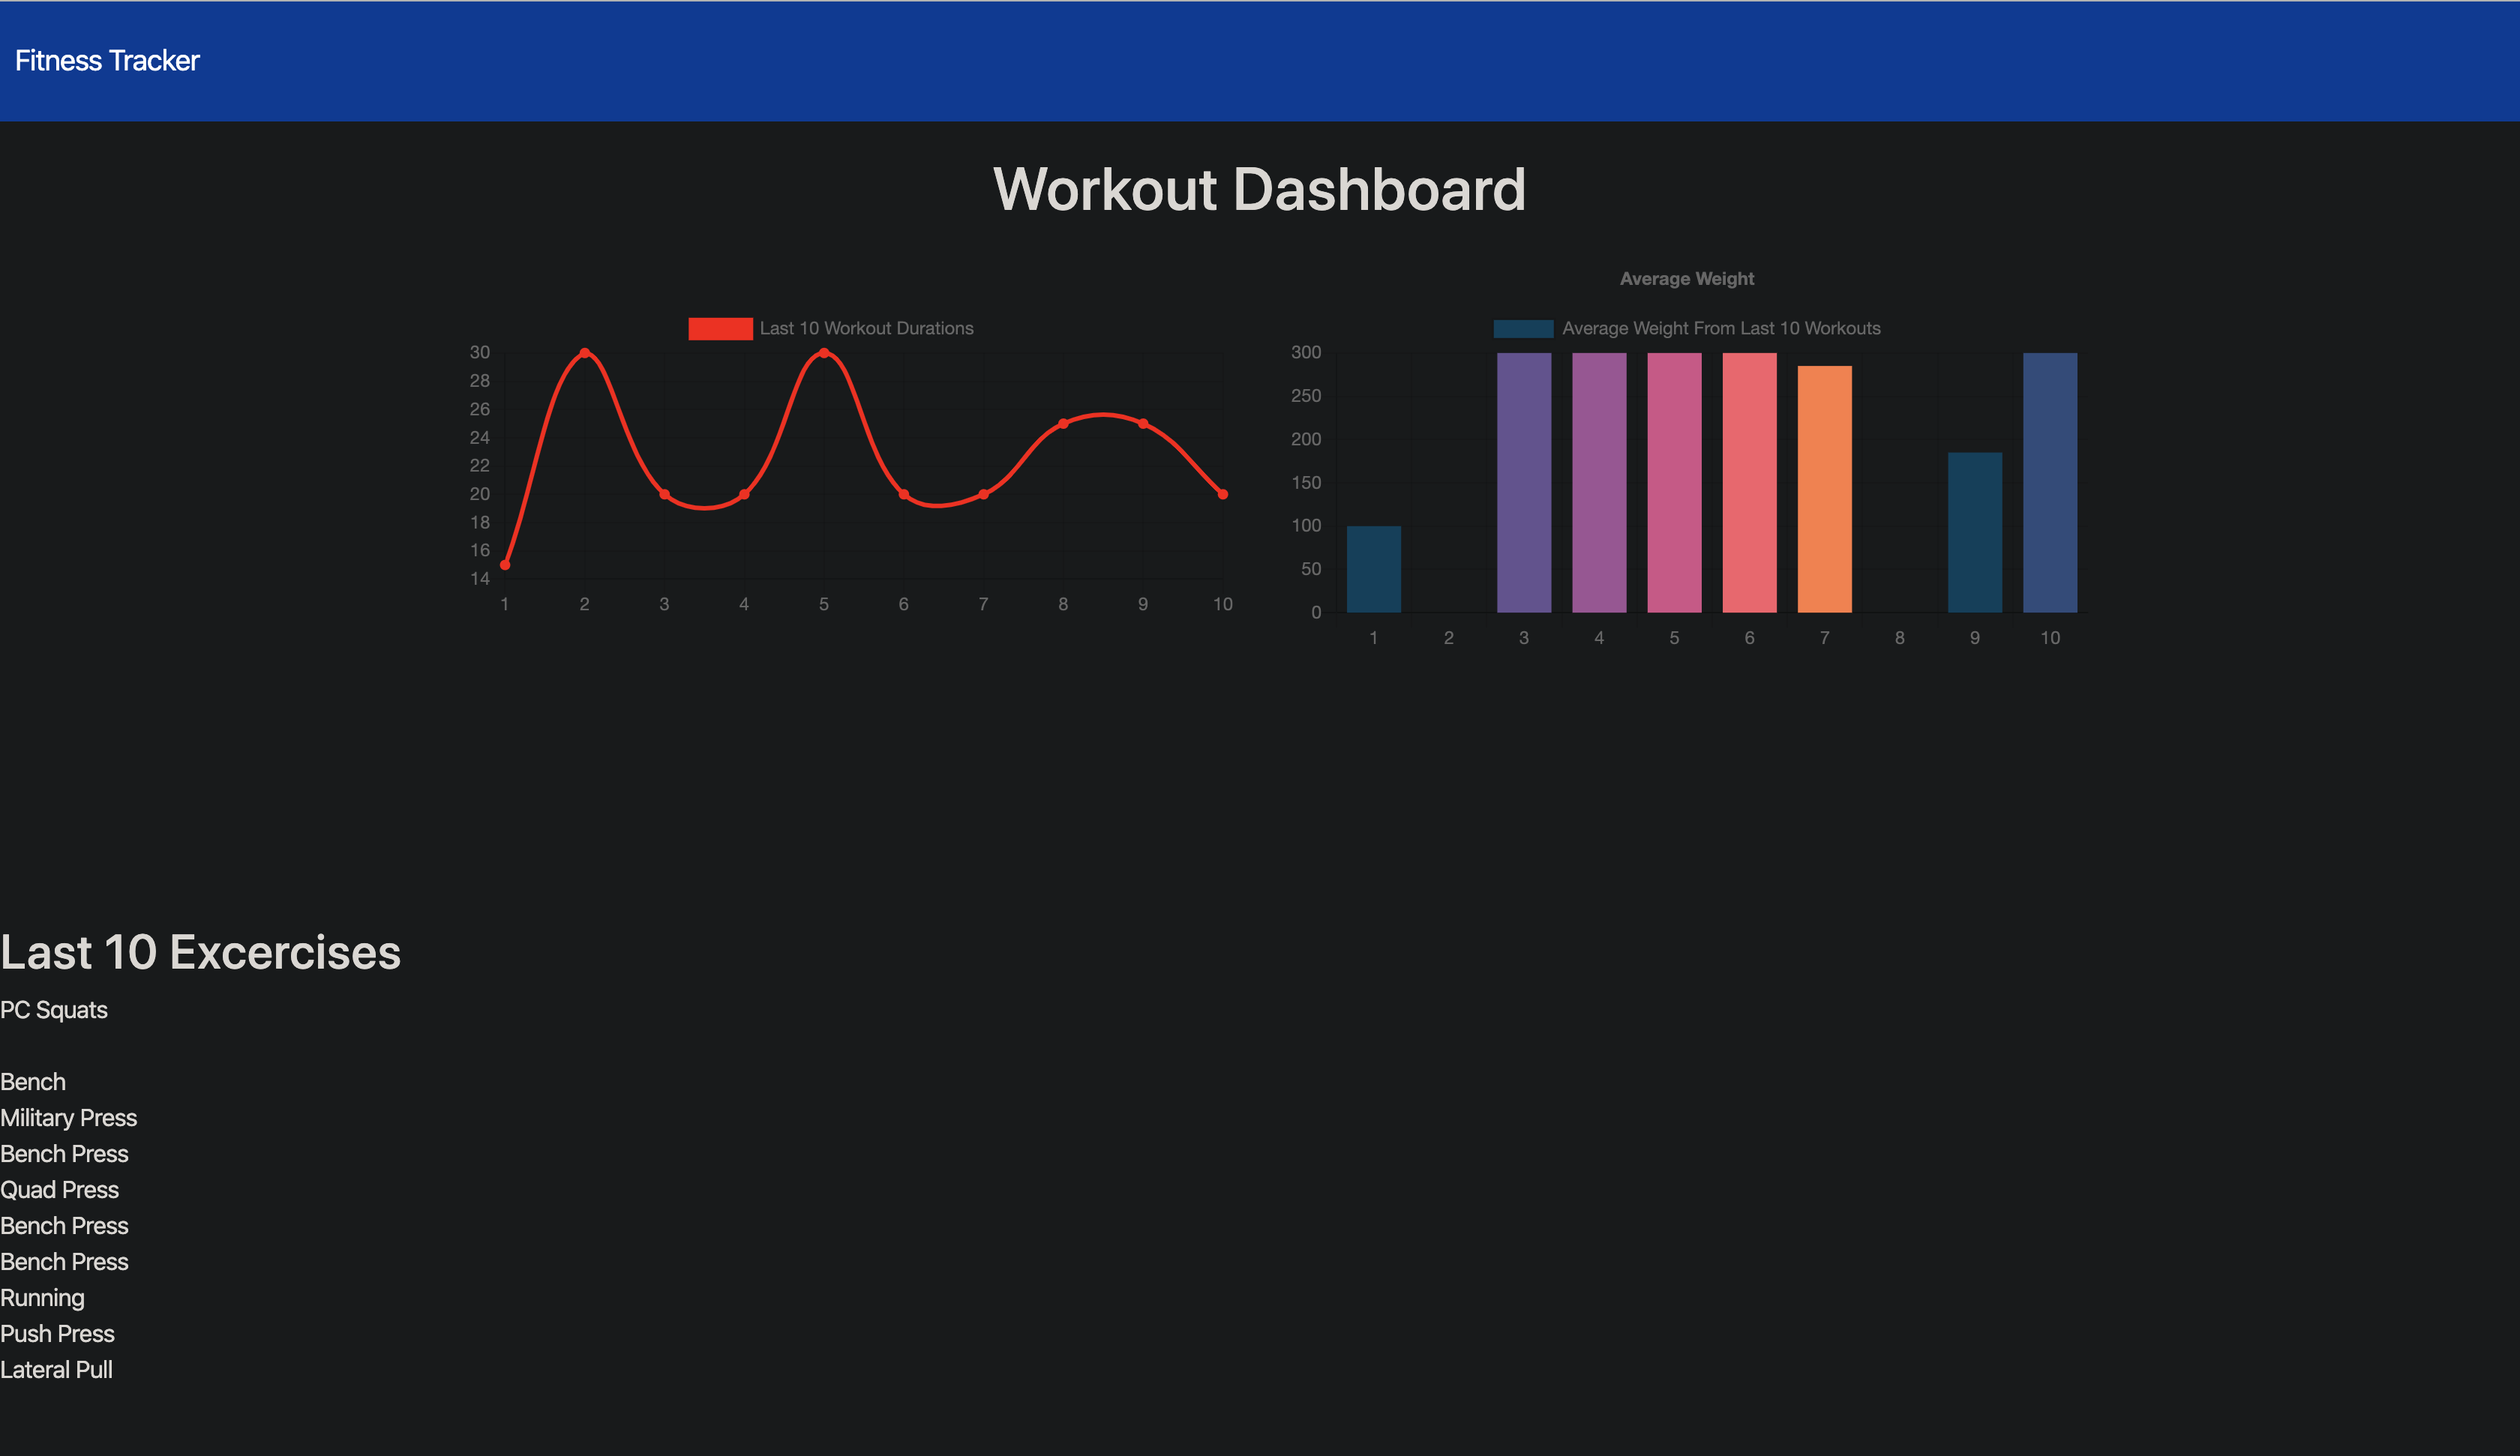 Fitness Tracker
Workout Dashboard
Last 10 Workout Durations
30
28
26
24
22
20
18
16
14
1 2 3 4 5 6 7 8 9 10
Average Weight
Average Weight From Last 10 Workouts
300
250
200
150
100
50
0
1 2 3 4 5 6 7 8 9 10
Last 10 Excercises
PC Squats
Bench
Military Press
Bench Press
Quad Press
Bench Press
Bench Press
Running
Push Press
Lateral Pull